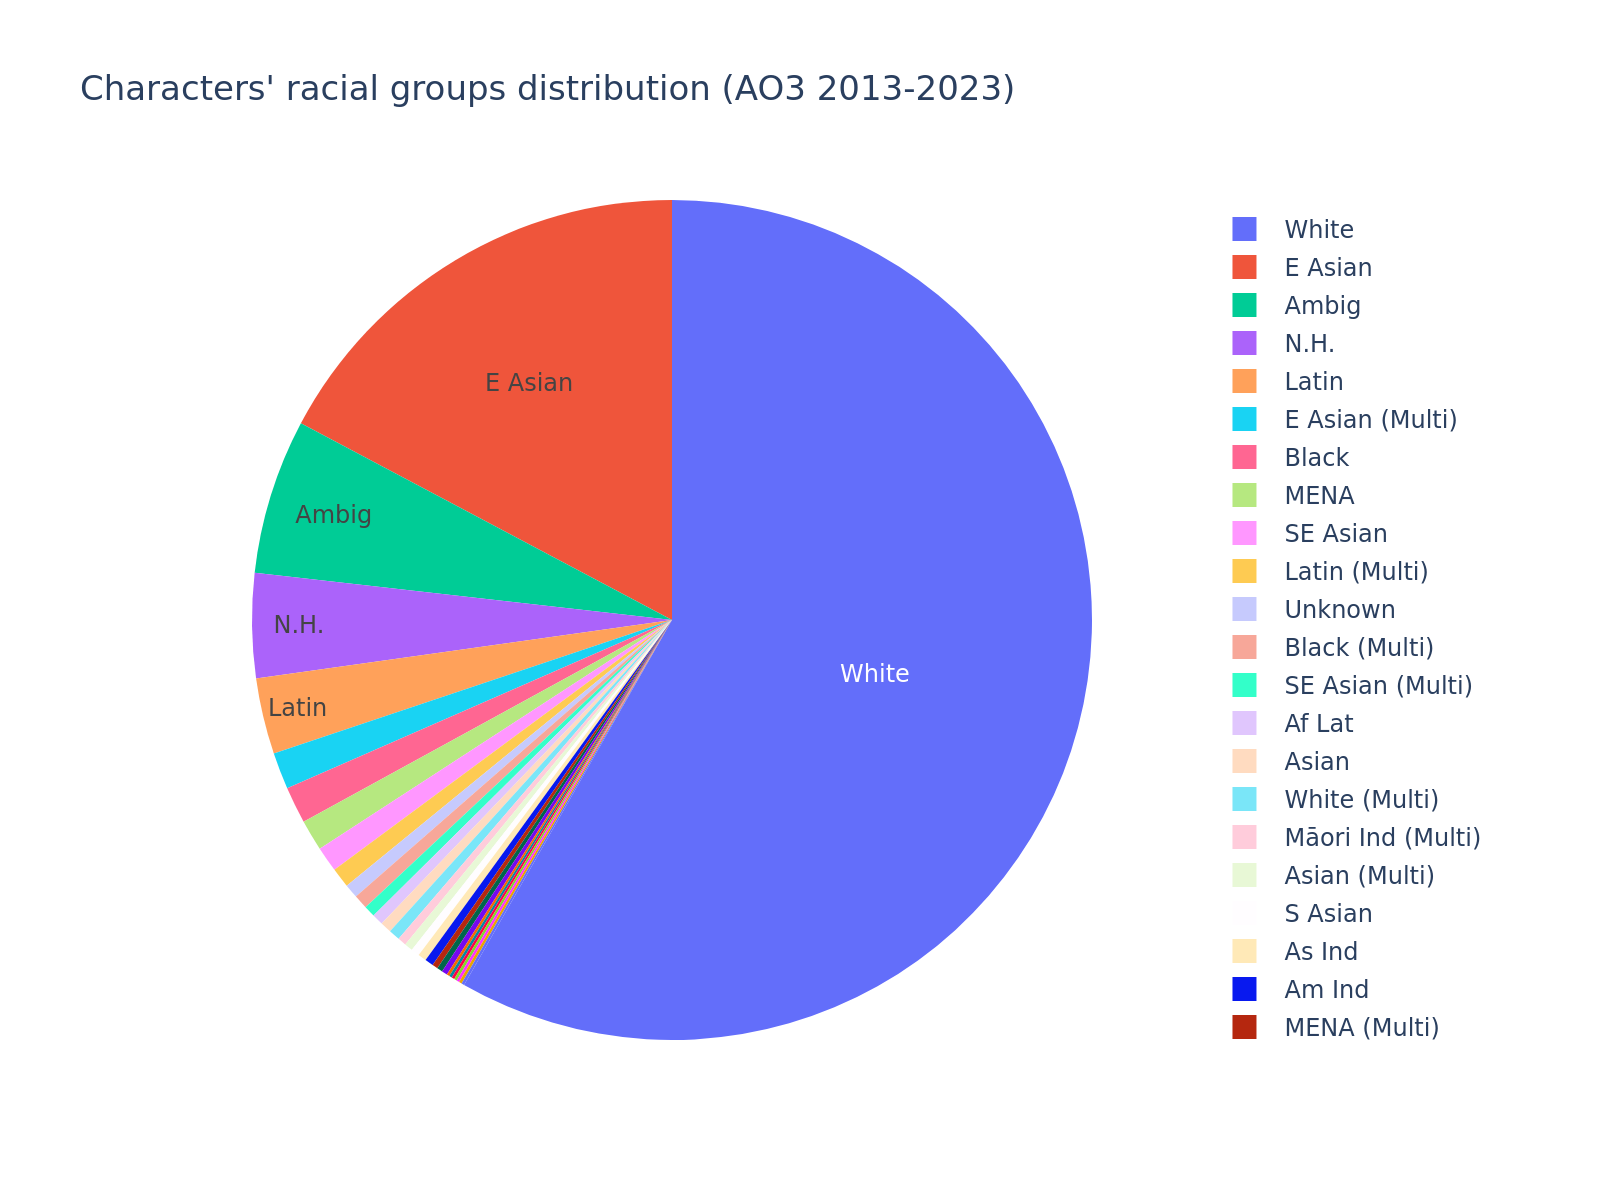 Characters' racial groups distribution (AO3 2013-2023)
E Asian
Ambig
N.H.
Latin
White
White
E Asian
Ambig
N.H.
Latin
E Asian (Multi)
Black
MENA
SE Asian
Latin (Multi)
Unknown
Black (Multi)
SE Asian (Multi)
Af Lat
Asian
White (Multi)
Māori Ind (Multi)
Asian (Multi)
S Asian
As Ind
Am Ind
MENA (Multi)